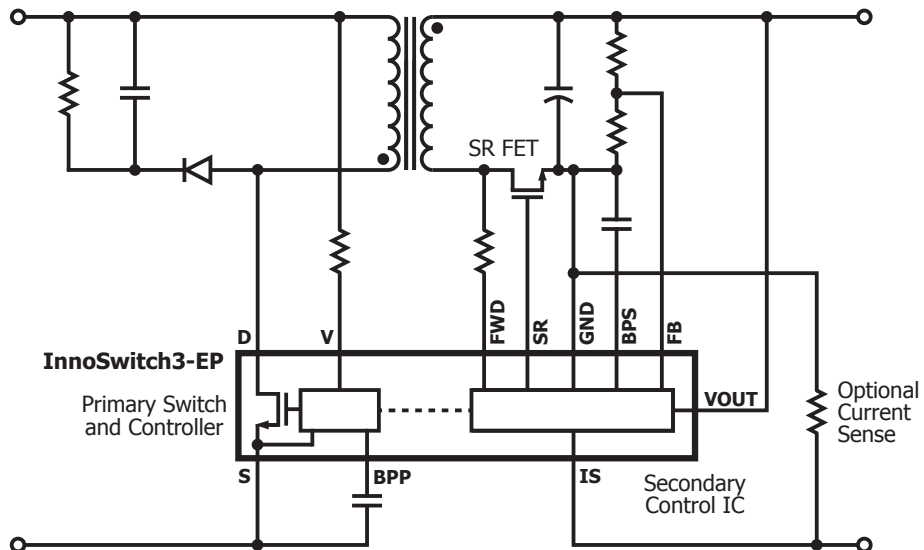 SR FET
D
V
FWD
SR
GND
BPS
FB
InnoSwitch3-EP
Primary Switch
and Controller
VOUT
Optional
Current
Sense
S
BPP
IS
Secondary
Control IC